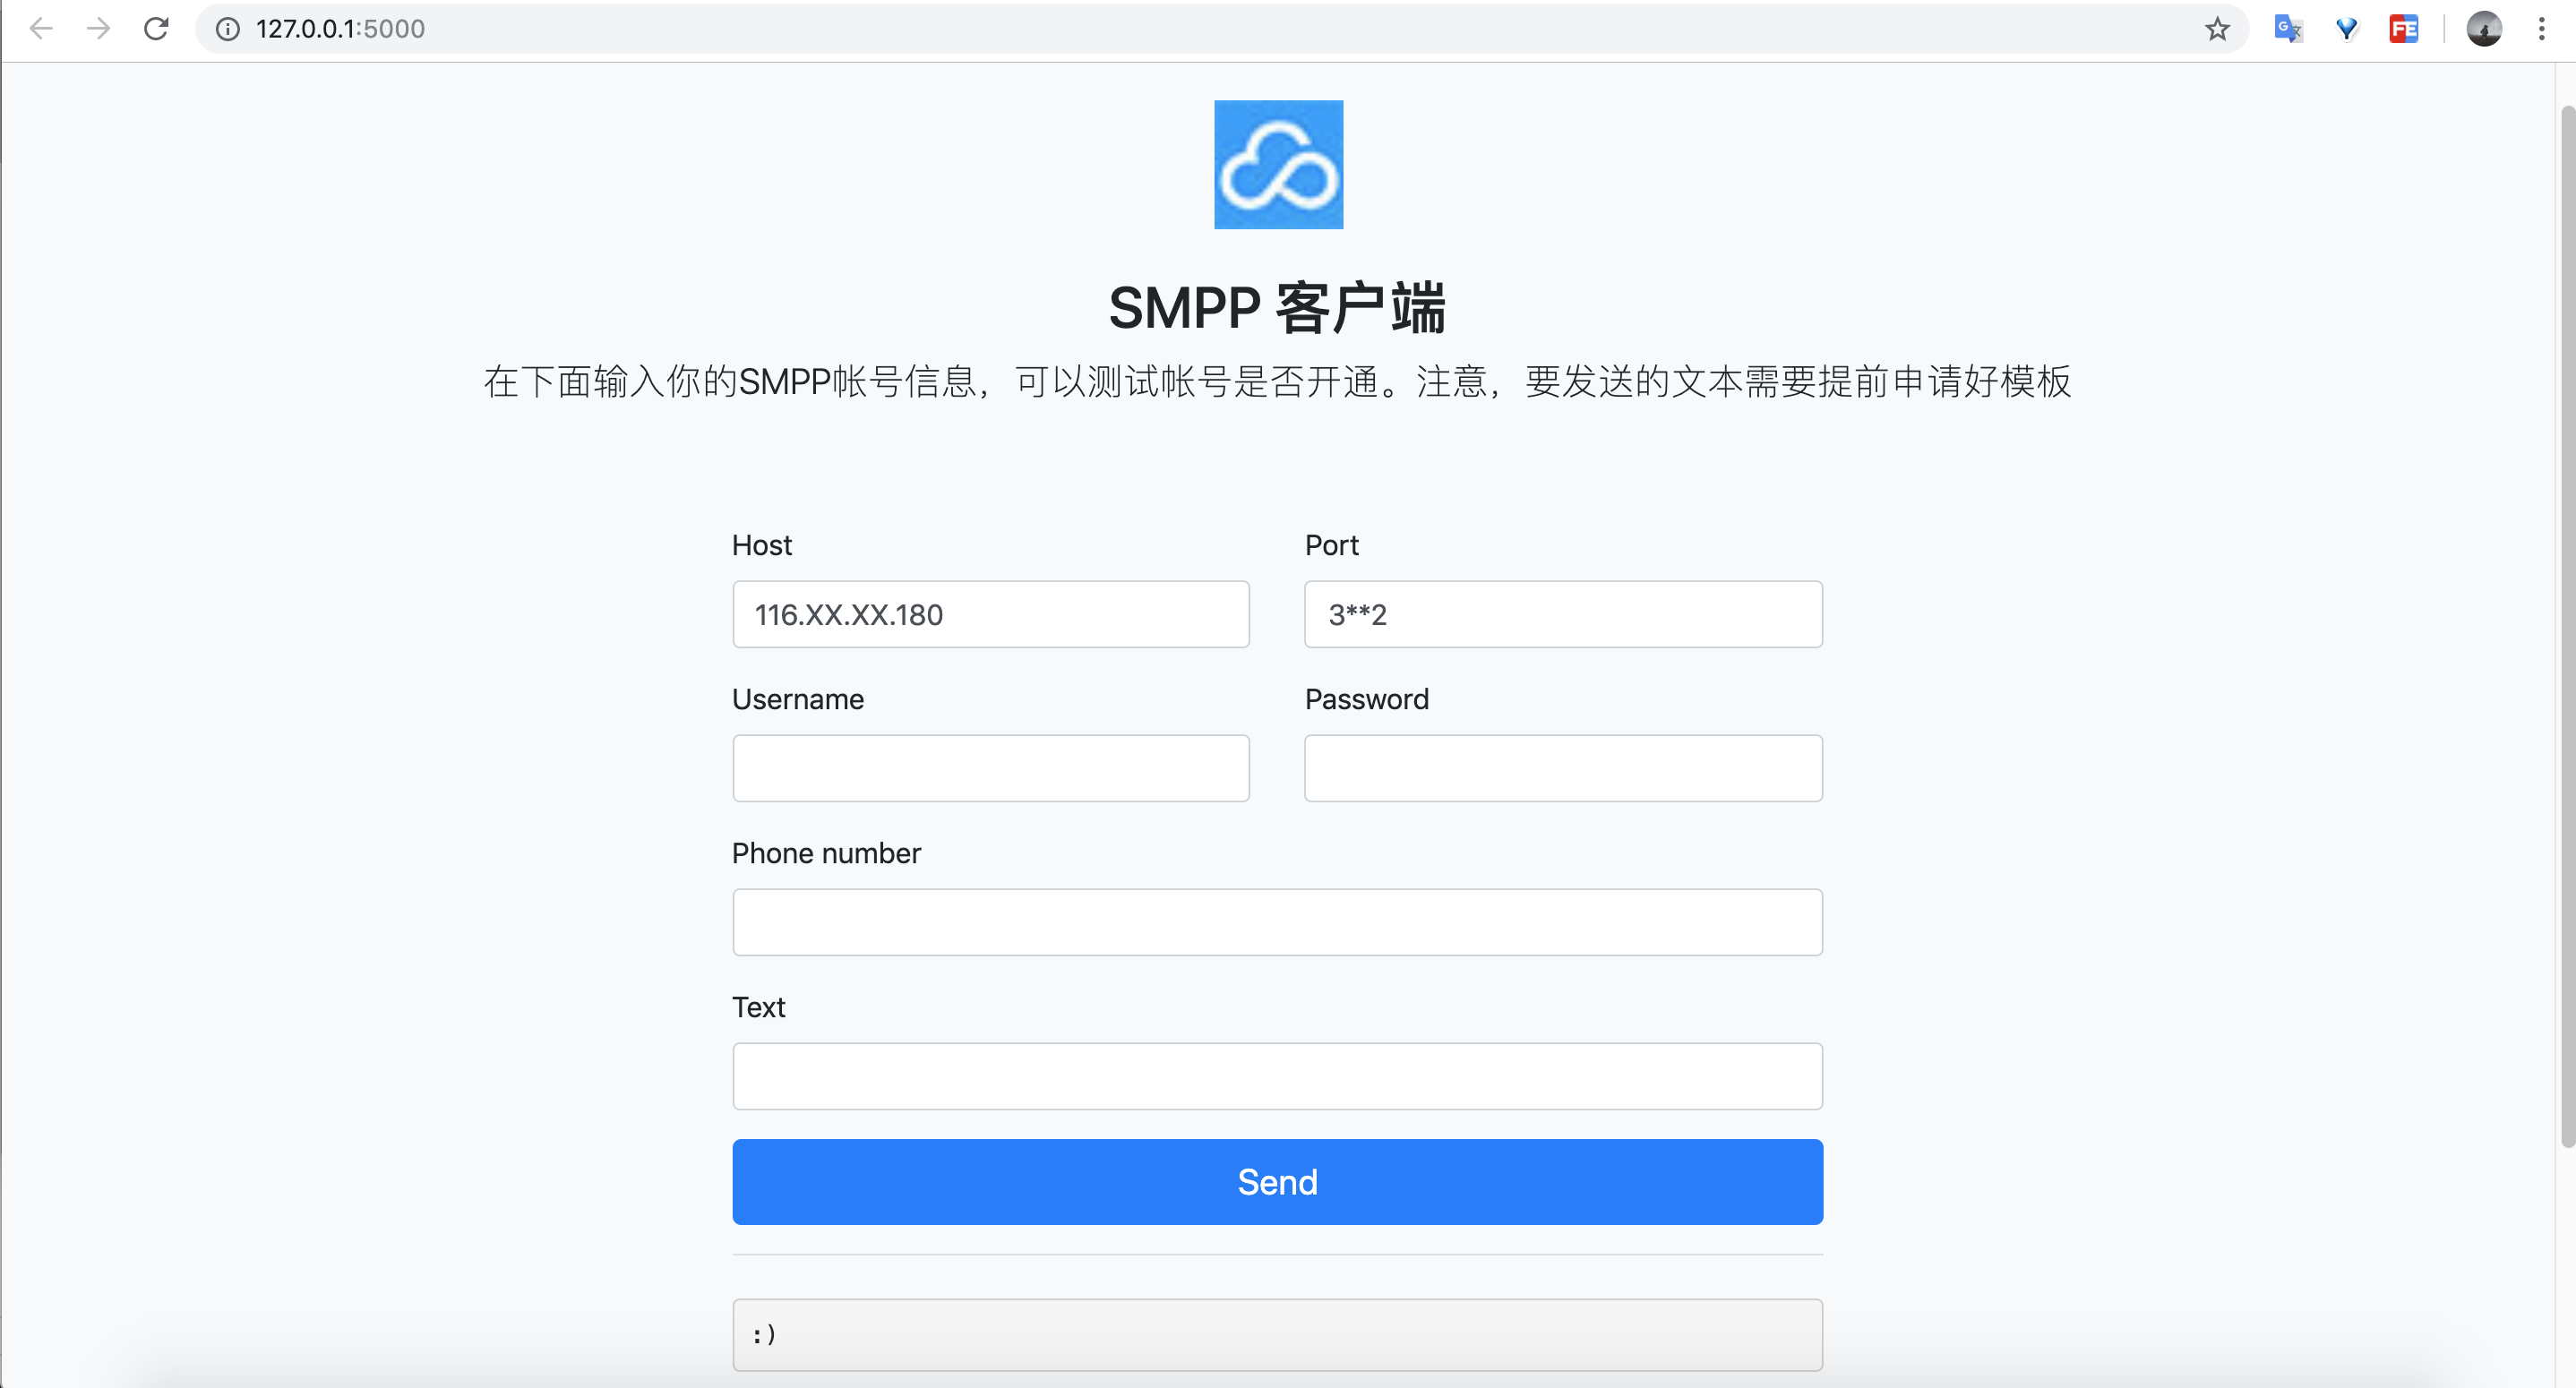 127.0.0.1:5000
G 文
FE
SMPP 客户端
在下面输入你的SMPP帐号信息，可以测试帐号是否开通。注意，要发送的文本需要提前申请好模板
Host
Port
116.XX.XX.180
3**2
Username
Password
Phone number
Text
Send
:)